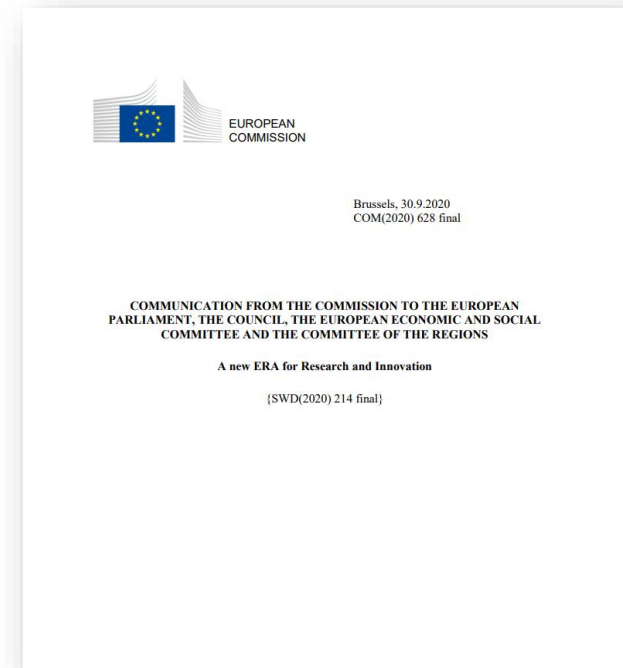 EUROPEAN
COMMISSION
Brussels, 30.9.2020
COM(2020) 628 final
COMMUNICATION FROM THE COMMISSION TO THE EUROPEAN
PARLIAMENT, THE COUNCIL, THE EUROPEAN ECONOMIC AND SOCIAL
COMMITTEE AND THE COMMITTEE OF THE REGIONS
A new ERA for Research and Innovation
{SWD(2020) 214 final}